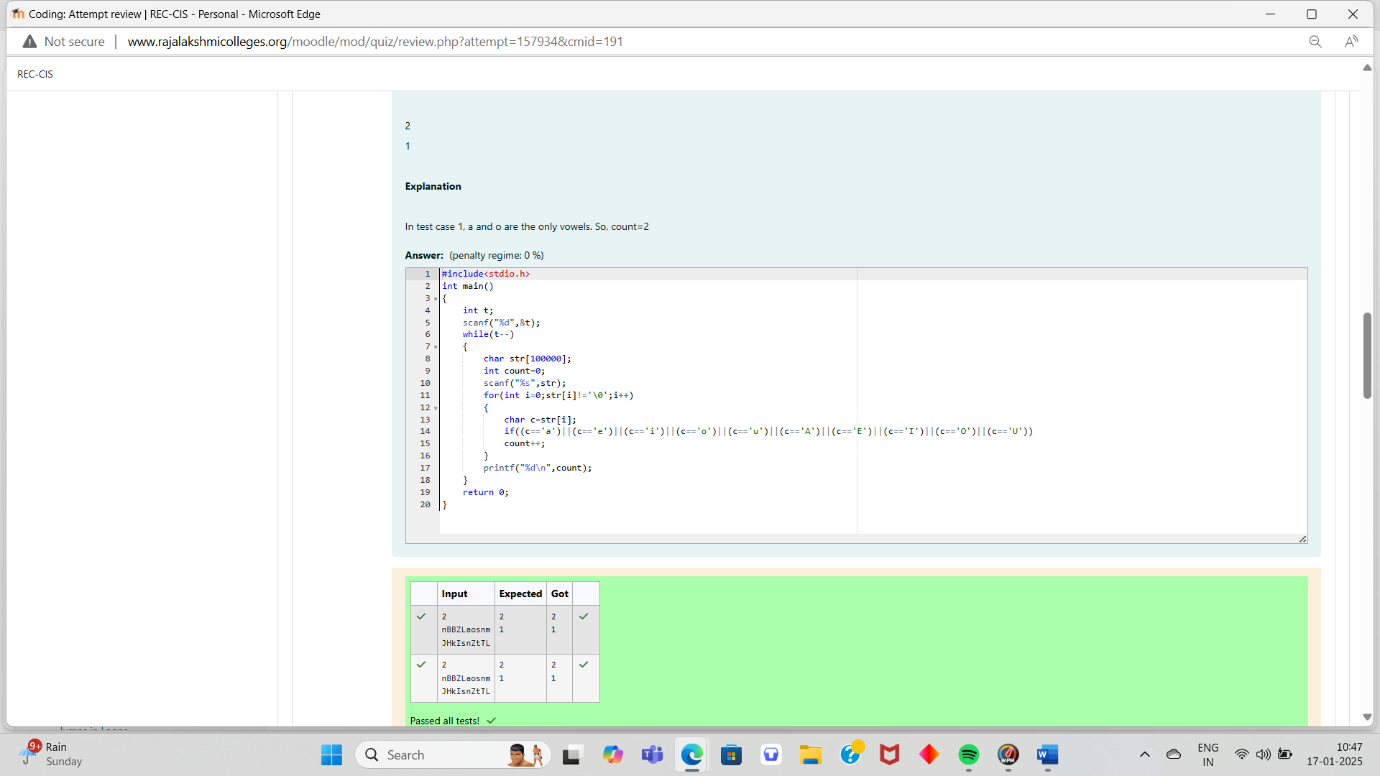 Coding: Attempt review | REC-CIS - Personal - Microsoft Edge
Not secure | www.rajalakshmicolleges.org/moodle/mod/quiz/review.php?attempt=157934&cmid=191
REC-CIS
2
1
Explanation
In test case 1, a and o are the only vowels. So, count=2
Answer: (penalty regime: 0 %)
1 #include<stdio.h>
2 int main()
3 {
4 int t;
5 scanf("%d",&t);
6 while(t--)
7 {
8 char str[100000];
9 int count=0;
10 scanf("%s",str);
11 for(int i=0;str[i]!='\0';i++)
12 {
13 char c=str[i];
14 if((c=='a')||(c=='e')||(c=='i')||(c=='o')||(c=='u')||(c=='A')||(c=='E')||(c=='I')||(c=='O')||(c=='U'))
15 count++;
16 }
17 printf("%d\n",count);
18 }
19 return 0;
20 }
Input Expected Got
2 2 2
nBBZLaosnm 1 1
JHkIsnZtTL
2 2 2
nBBZLaosnm 1 1
JHkIsnZtTL
Passed all tests!
9+ Rain
Sunday
Search
ENG
IN
10:47
17-01-2025